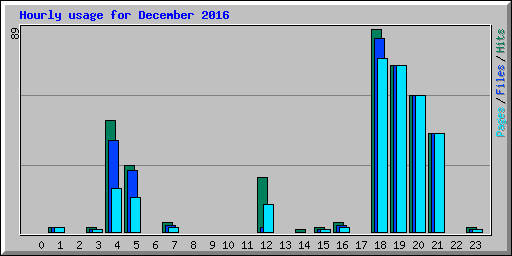 Hourly usage for December 2016
89
Pages/Files/Hits
0 1 2 3 4 5 6 7 8 9 10 11 12 13 14 15 16 17 18 19 20 21 22 23